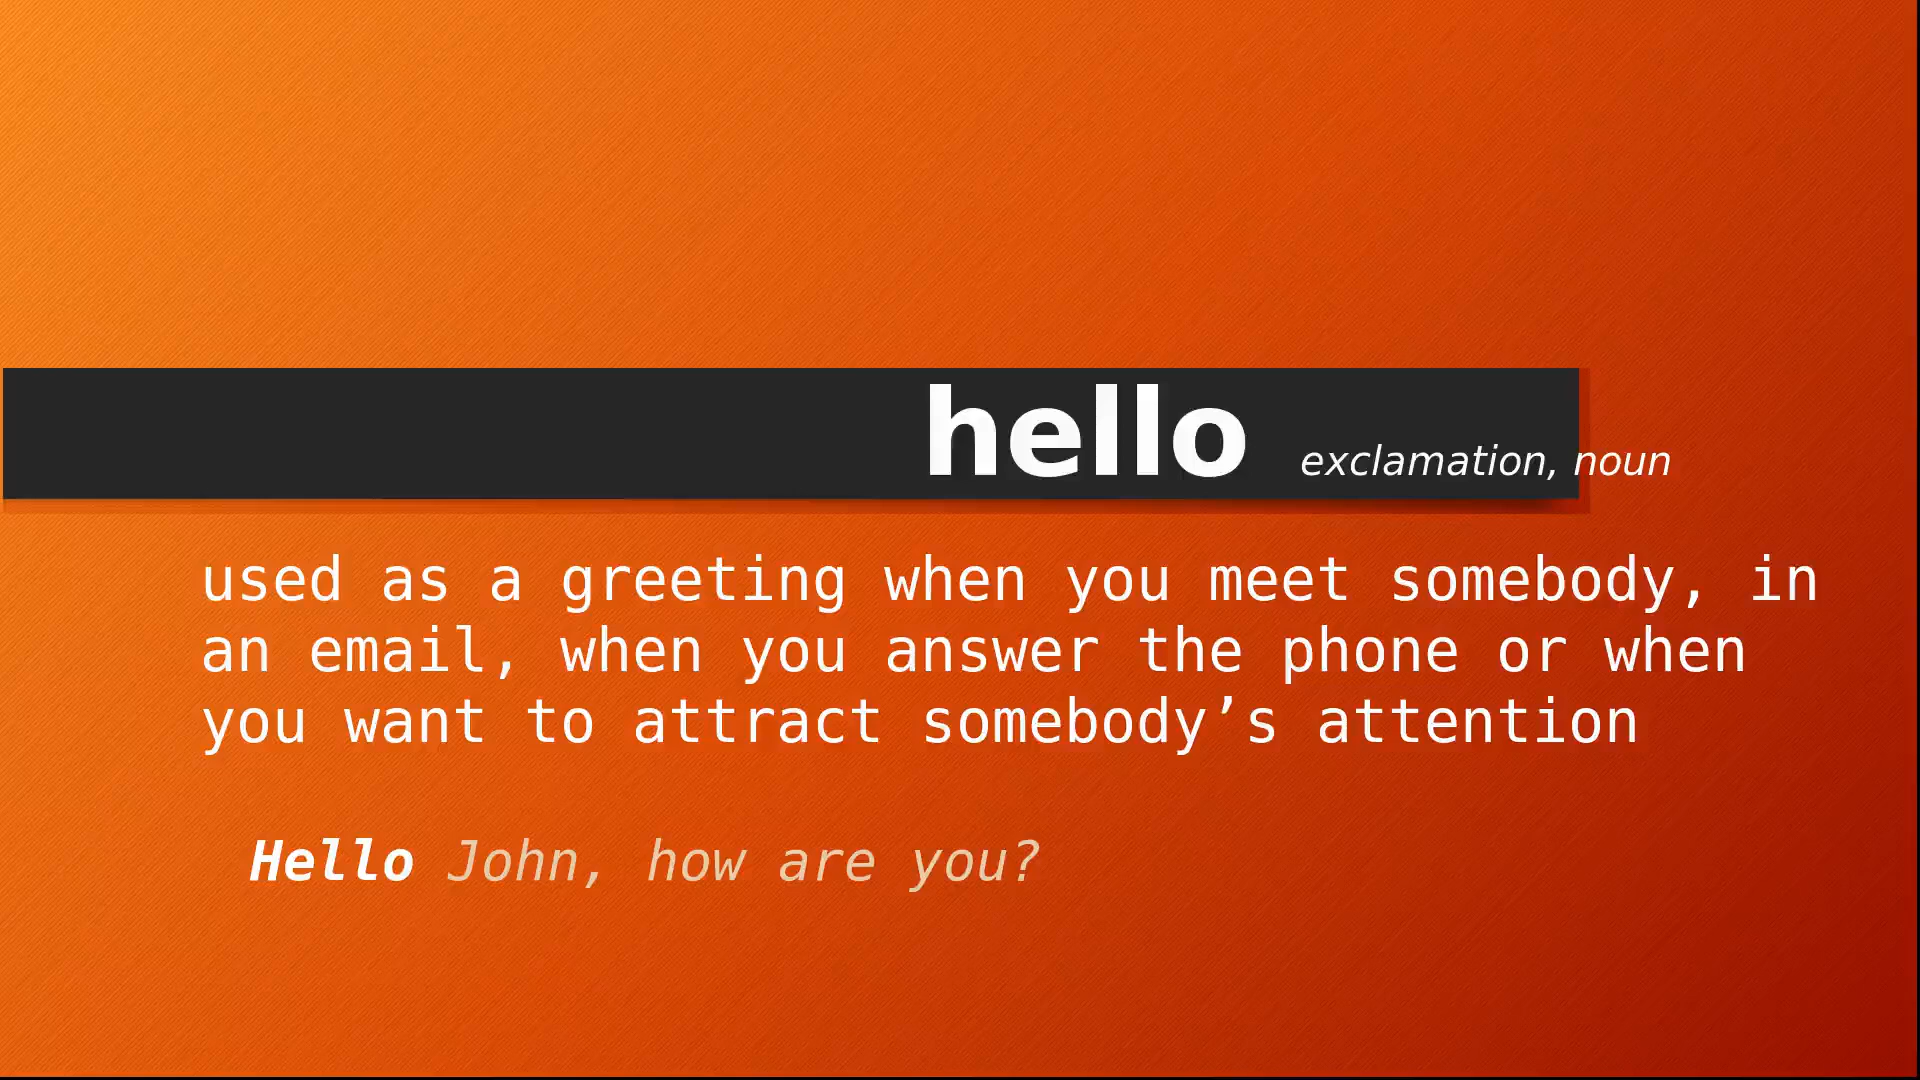 hello exclamation, noun
used as a greeting when you meet somebody, in
an email, when you answer the phone or when
you want to attract somebody’s attention
Hello John, how are you?